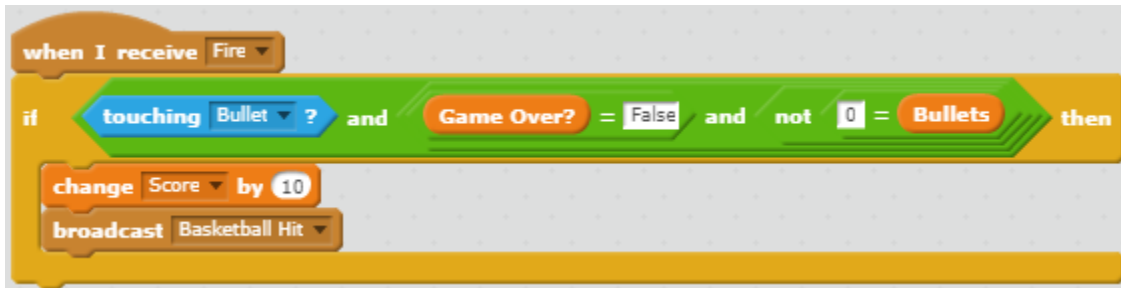 when I receive Fire
if touching Bullet ? and Game Over? = False and not 0 = Bullets then
change Score by 10
broadcast Basketball Hit